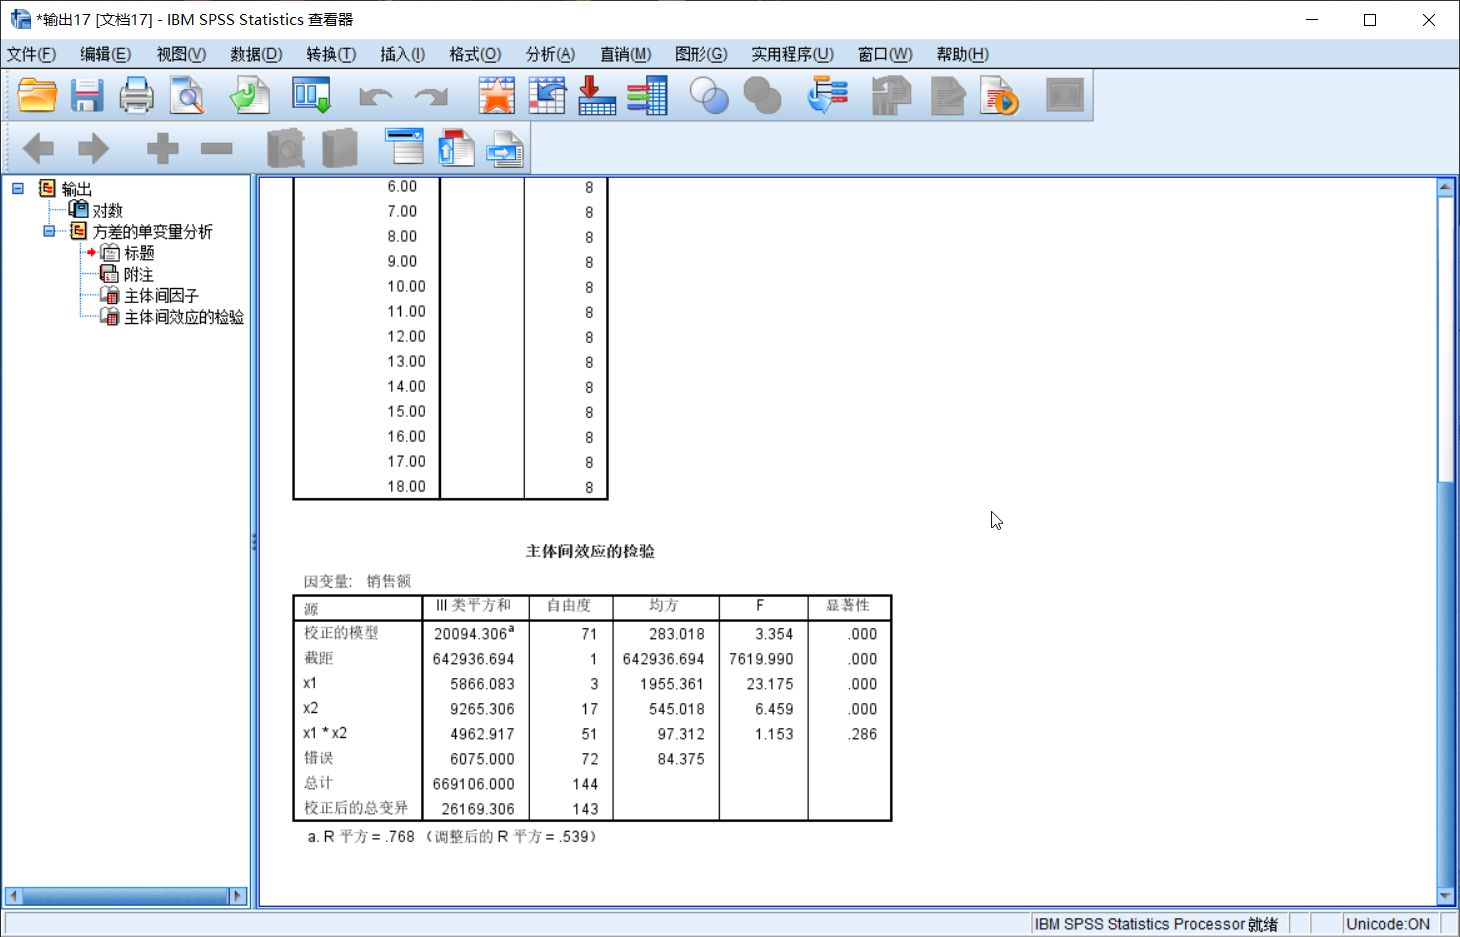 *输出17 [文档17] - IBM SPSS Statistics 查看器
文件(F) 编辑(E) 视图(V) 数据(D) 转换(T) 插入(I) 格式(O) 分析(A) 直销(M) 图形(G) 实用程序(U) 窗口(W) 帮助(H)
输出
对数
方差的单变量分析
标题
附注
主体间因子
主体间效应的检验
6.00 8
7.00 8
8.00 8
9.00 8
10.00 8
11.00 8
12.00 8
13.00 8
14.00 8
15.00 8
16.00 8
17.00 8
18.00 8
主体间效应的检验
因变量: 销售额
源 III 类平方和 自由度 均方 F 显著性
校正的模型 20094.306a 71 283.018 3.354 .000
截距 642936.694 1 642936.694 7619.990 .000
x1 5866.083 3 1955.361 23.175 .000
x2 9265.306 17 545.018 6.459 .000
x1 * x2 4962.917 51 97.312 1.153 .286
错误 6075.000 72 84.375
总计 669106.000 144
校正后的总变异 26169.306 143
a. R 平方 = .768 （调整后的 R 平方 = .539）
IBM SPSS Statistics Processor 就绪 Unicode:ON